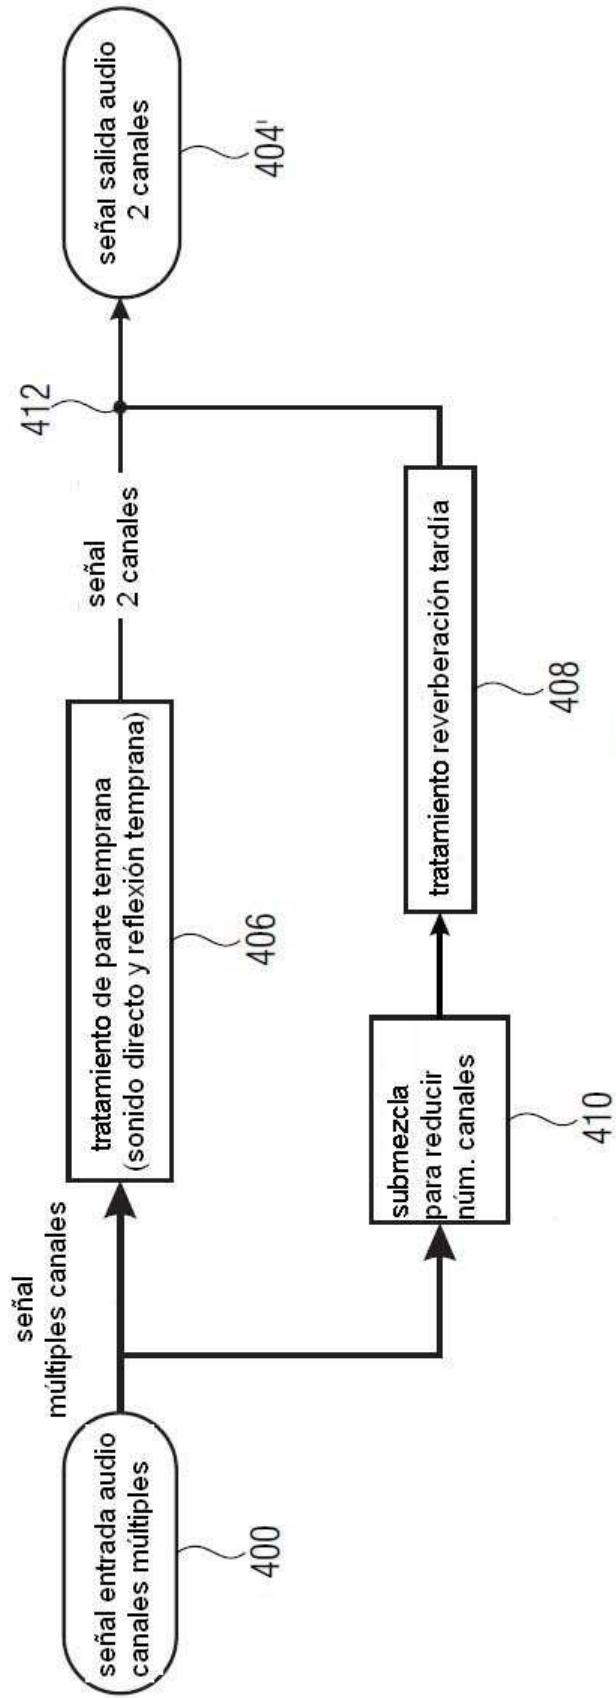 señal entrada audio
canales múltiples
400
señal
múltiples canales
tratamiento de parte temprana
(sonido directo y reflexión temprana)
406
señal
2 canales
412
señal salida audio
2 canales
404'
submezcla
para reducir
núm. canales
410
tratamiento reverberación tardía
408